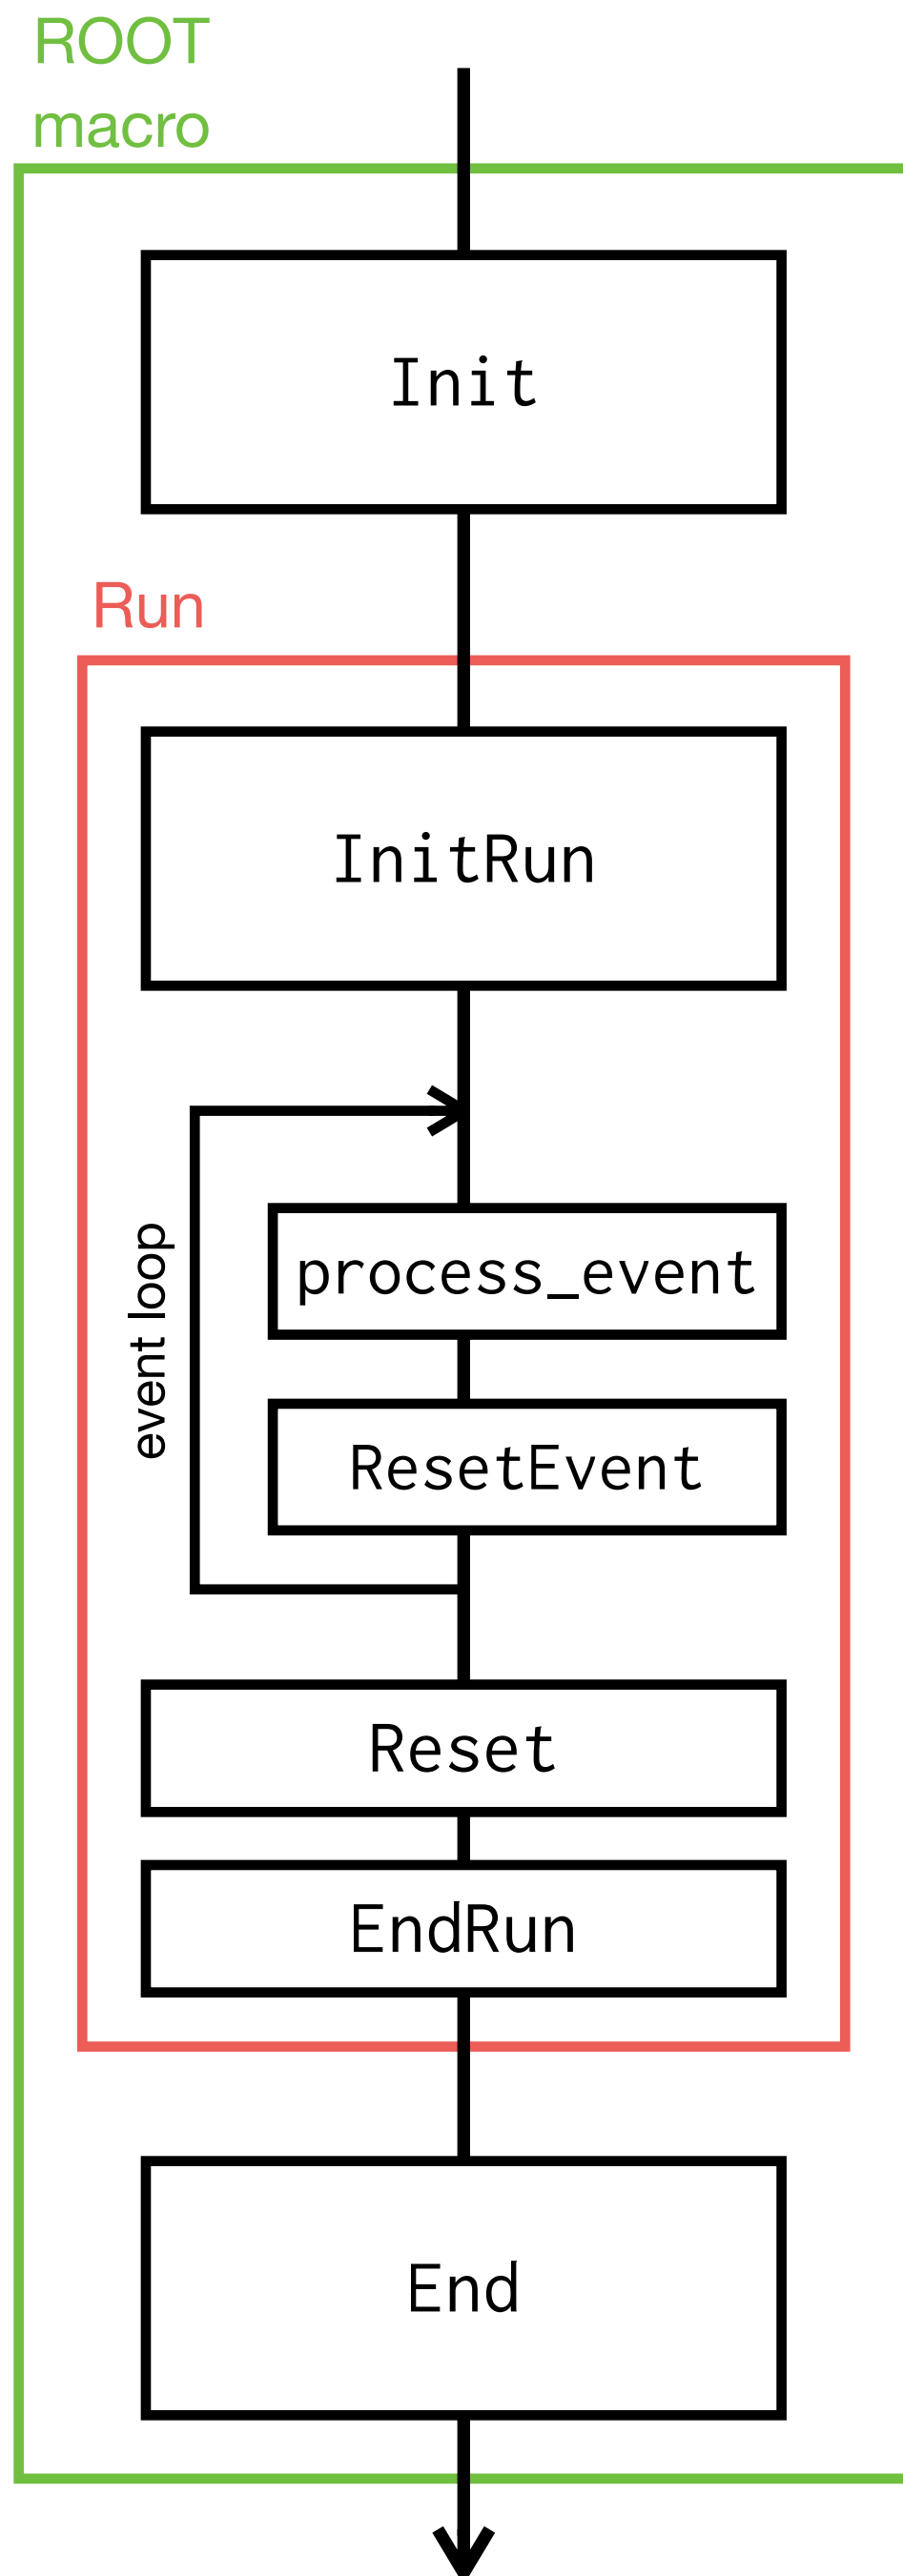 ROOT
macro
Init
Run
InitRun
event loop
process_event
ResetEvent
Reset
EndRun
End